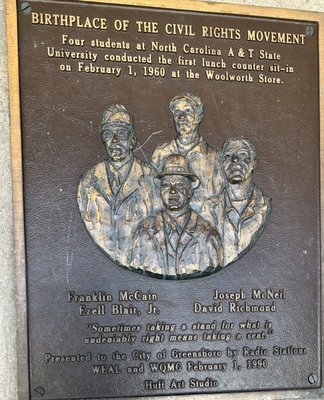 BIRTHPLACE OF THE CIVIL RIGHTS MOVEMENT
Four students at North Carolina A & T State
University conducted the first lunch counter sit-in
on February 1, 1960 at the Woolworth Store.
Franklin McCain Joseph McNeil
Ezell Blair, Jr. David Richmond
"Sometimes taking a stand for what is
undeniably right means taking a seat."
Presented to the City of Greensboro by Radio Stations
WEAL and WQMG February 1, 1990
Huff Art Studio